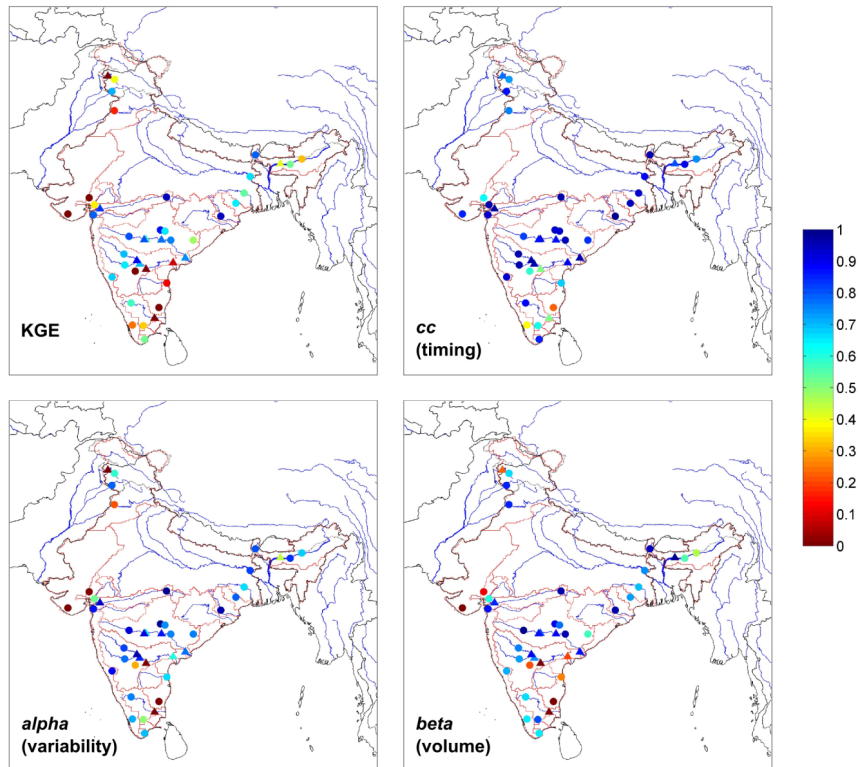 KGE
cc
(timing)
alpha
(variability)
beta
(volume)
1
0.9
0.8
0.7
0.6
0.5
0.4
0.3
0.2
0.1
0